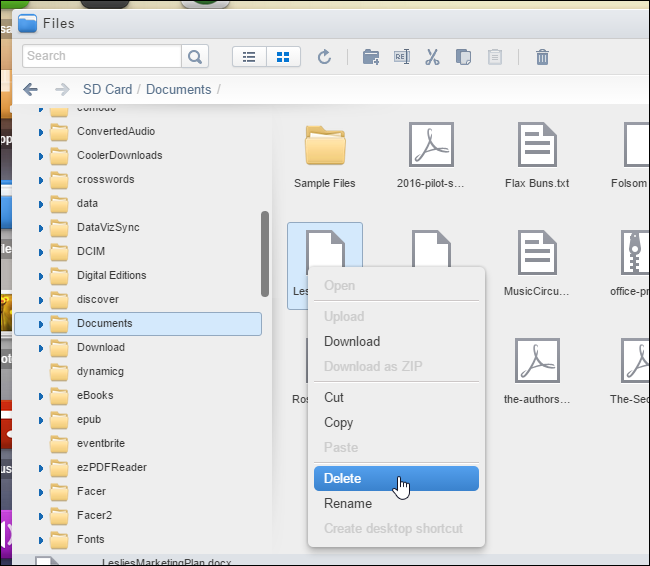 Files
Search
SD Card / Documents /
comodo
ConvertedAudio
CoolerDownloads
crosswords
data
DataVizSync
DCIM
Digital Editions
discover
Documents
Download
dynamicg
eBooks
epub
eventbrite
ezPDFReader
Facer
Facer2
Fonts
Sample Files
2016-pilot-s...
Flax Buns.txt
Folsom
Les
MusicCircu...
office-pr
Ros
the-authors...
The-Sec
Open
Upload
Download
Download as ZIP
Cut
Copy
Paste
Delete
Rename
Create desktop shortcut
LesliesMarketingPlan.docx